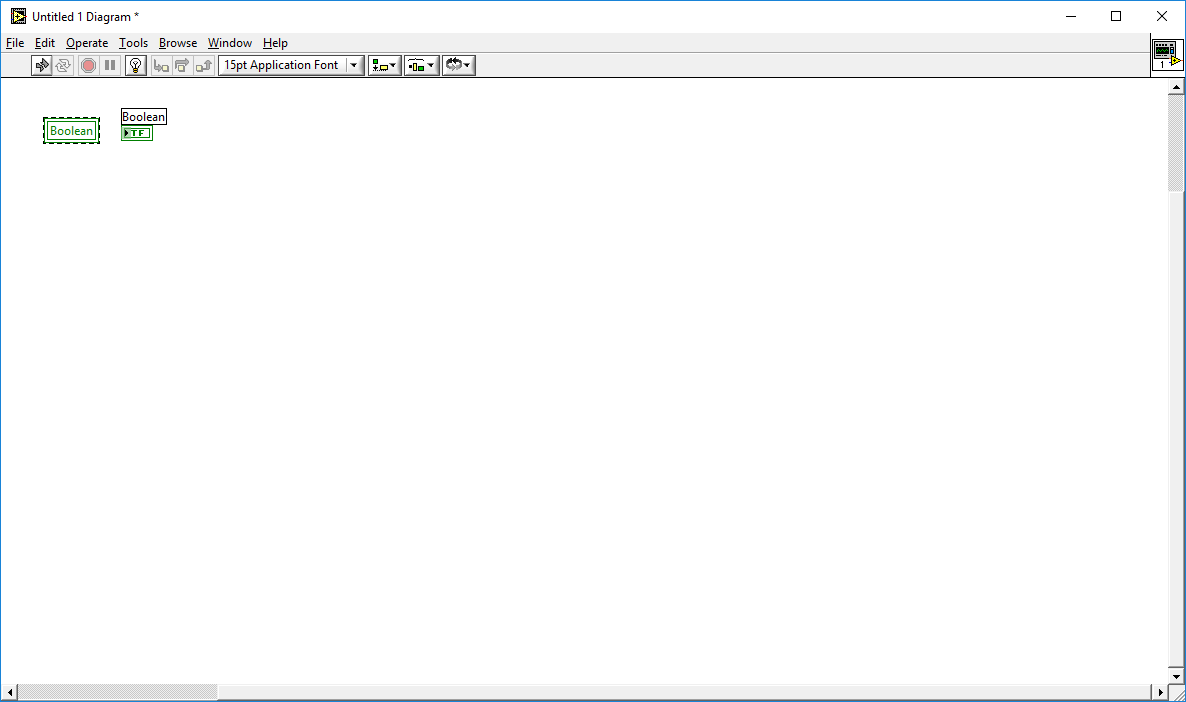 Untitled 1 Diagram *
File Edit Operate Tools Browse Window Help
15pt Application Font
1
Boolean
Boolean
TF